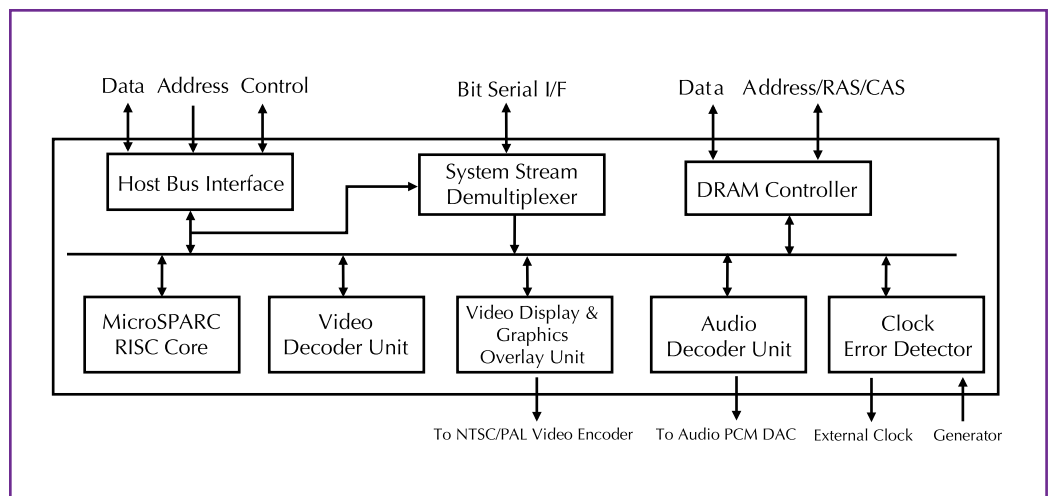 Data Address Control
Bit Serial I/F
Data Address/RAS/CAS
Host Bus Interface
System Stream
Demultiplexer
DRAM Controller
MicroSPARC
RISC Core
Video
Decoder Unit
Video Display &
Graphics
Overlay Unit
Audio
Decoder Unit
Clock
Error Detector
To NTSC/PAL Video Encoder
To Audio PCM DAC
External Clock
Generator